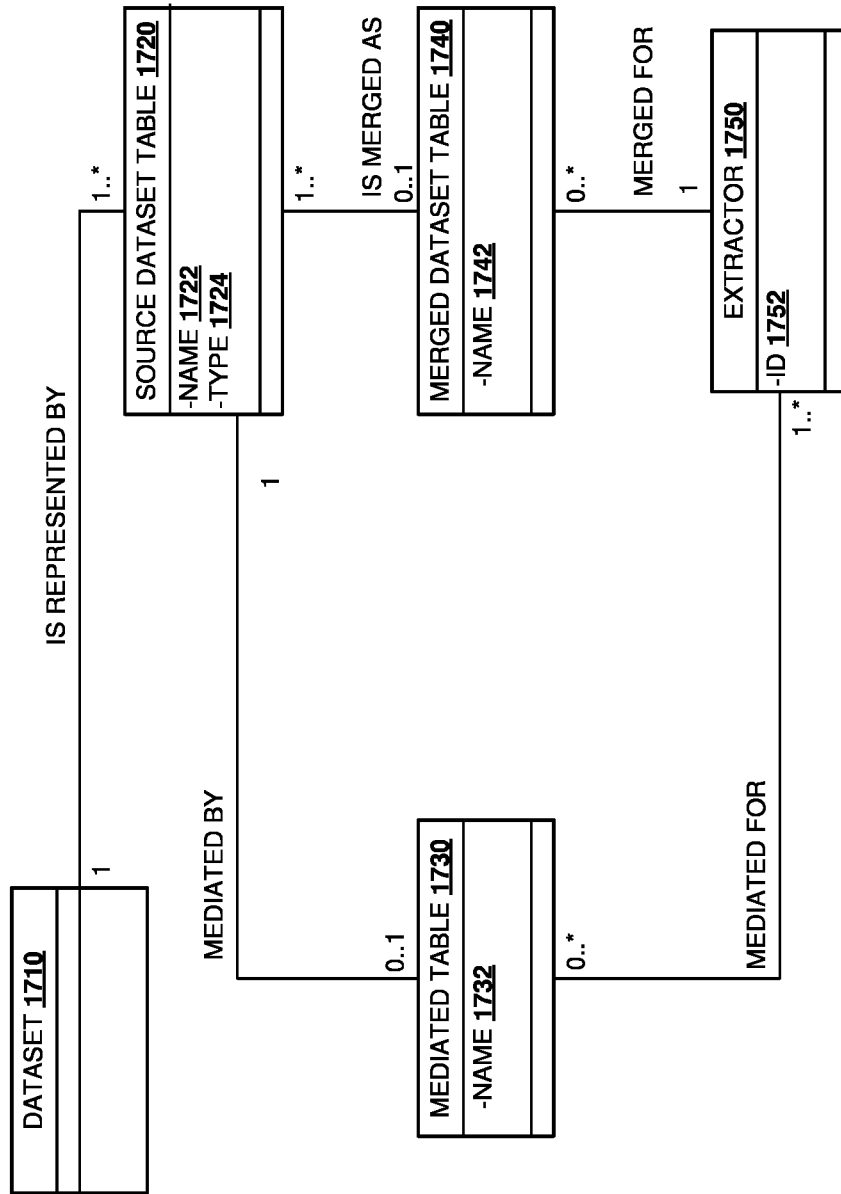 DATASET 1710
IS REPRESENTED BY
1
1..*
SOURCE DATASET TABLE 1720
-NAME 1722
-TYPE 1724
MEDIATED BY
1
1..*
IS MERGED AS
0..1
0..1
MEDIATED TABLE 1730
-NAME 1732
MERGED DATASET TABLE 1740
-NAME 1742
0..*
0..*
MERGED FOR
1
EXTRACTOR 1750
-ID 1752
MEDIATED FOR
1..*